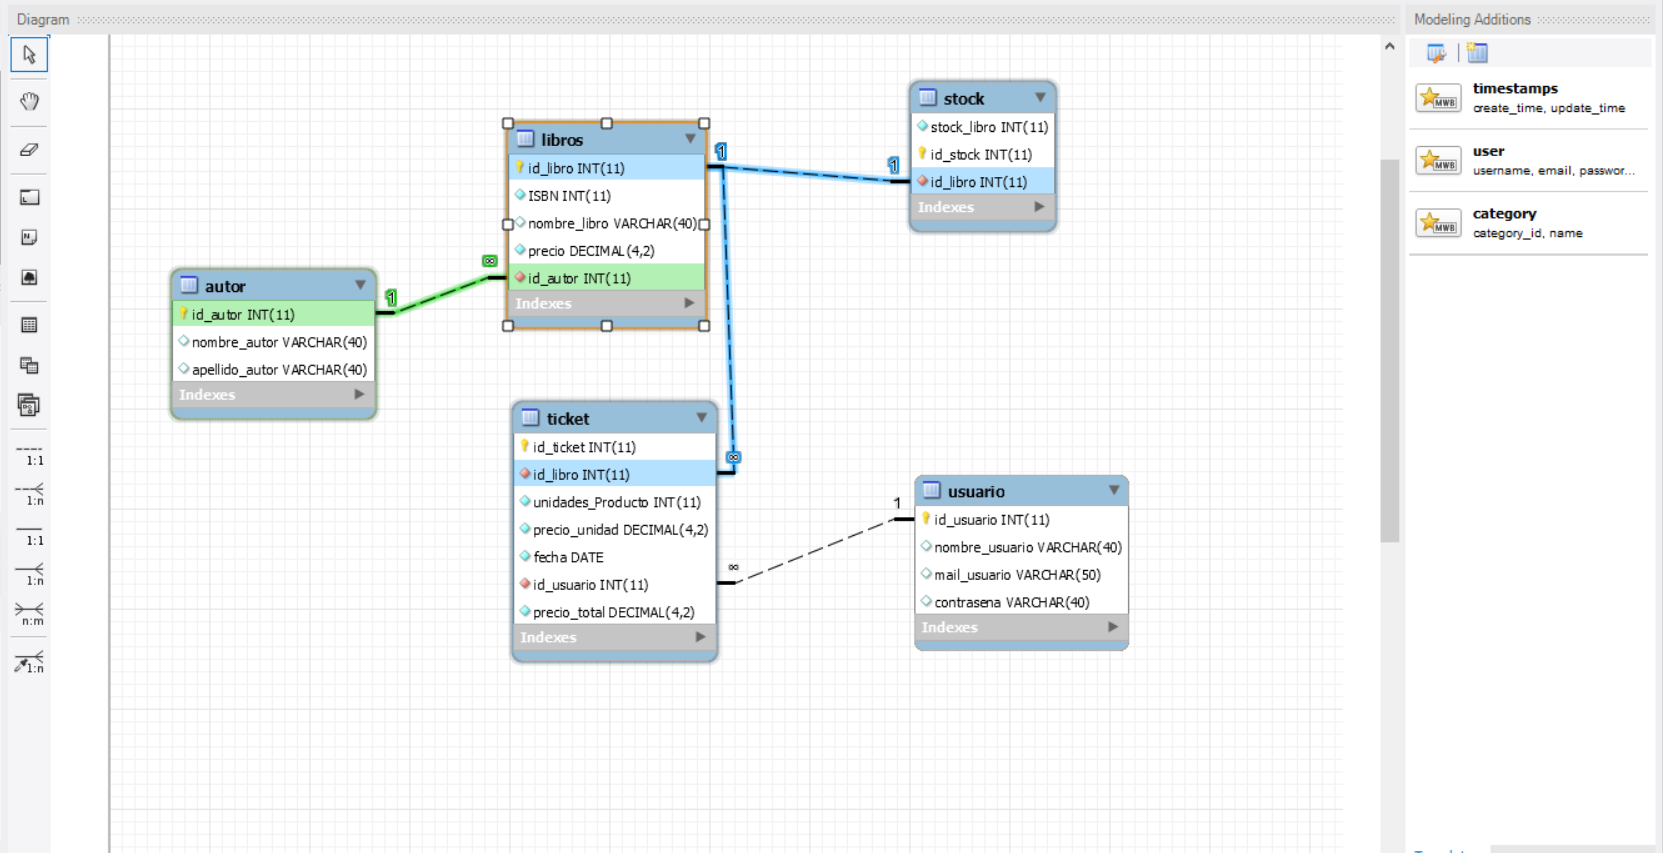 Diagram
Modeling Additions
timestamps
create_time, update_time
user
username, email, passwor...
category
category_id, name
stock
stock_libro INT(11)
id_stock INT(11)
id_libro INT(11)
Indexes
libros
id_libro INT(11)
ISBN INT(11)
nombre_libro VARCHAR(40)
precio DECIMAL(4,2)
id_autor INT(11)
Indexes
1
1
∞
1
autor
id_autor INT(11)
nombre_autor VARCHAR(40)
apellido_autor VARCHAR(40)
Indexes
ticket
id_ticket INT(11)
id_libro INT(11)
unidades_Producto INT(11)
precio_unidad DECIMAL(4,2)
fecha DATE
id_usuario INT(11)
precio_total DECIMAL(4,2)
Indexes
∞
∞
1
usuario
id_usuario INT(11)
nombre_usuario VARCHAR(40)
mail_usuario VARCHAR(50)
contrasena VARCHAR(40)
Indexes
1:1
1:n
1:1
1:n
n:m
1:n
MWB
MWB
MWB